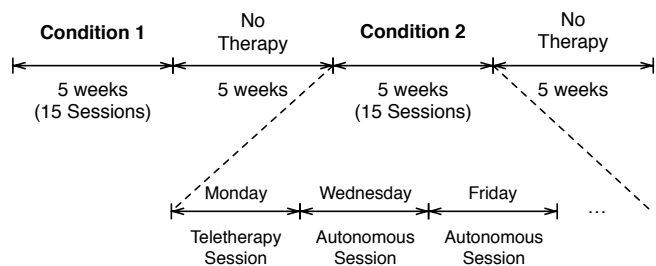 Condition 1
No
Therapy
Condition 2
No
Therapy
5 weeks
(15 Sessions)
5 weeks
5 weeks
(15 Sessions)
5 weeks
Monday
Wednesday
Friday
...
Teletherapy
Session
Autonomous
Session
Autonomous
Session